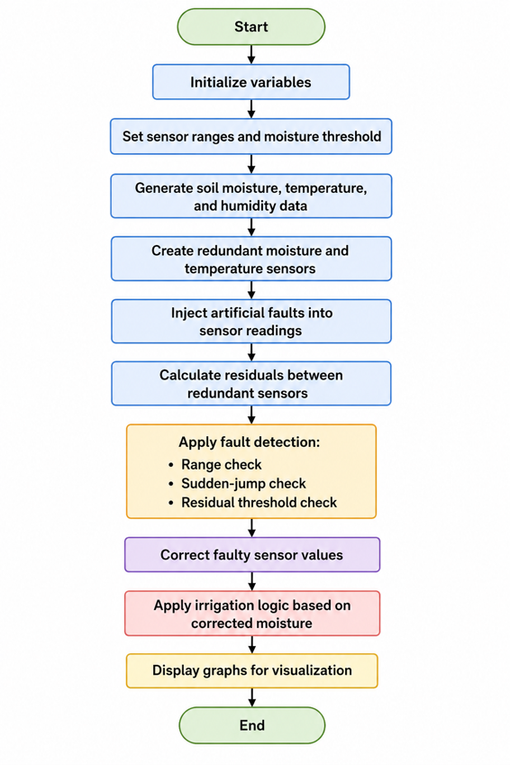 Start
Initialize variables
Set sensor ranges and moisture threshold
Generate soil moisture, temperature,
and humidity data
Create redundant moisture and
temperature sensors
Inject artificial faults into
sensor readings
Calculate residuals between
redundant sensors
Apply fault detection:
• Range check
• Sudden-jump check
• Residual threshold check
Correct faulty sensor values
Apply irrigation logic based on
corrected moisture
Display graphs for visualization
End